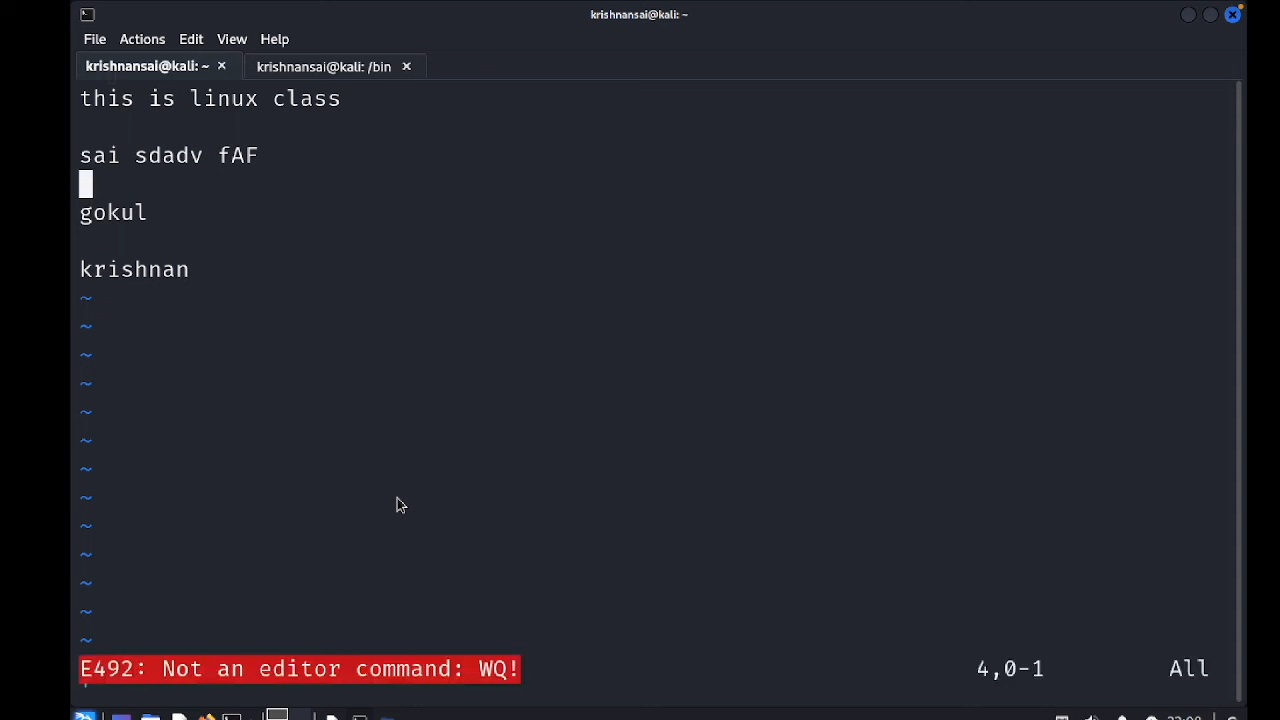 krishnansai@kali: ~
File Actions Edit View Help
krishnansai@kali: ~ × krishnansai@kali: /bin ×
this is linux class
sai sdadv fAF
gokul
krishnan
~
~
~
~
~
~
~
~
~
~
~
~
~
E492: Not an editor command: WQ! 4,0-1 All